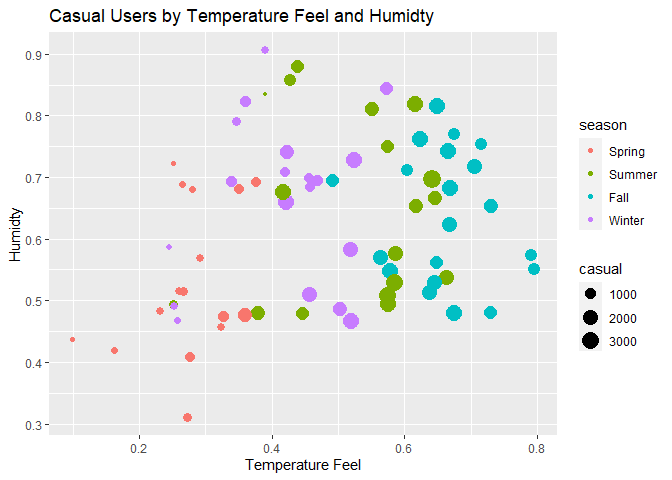 Casual Users by Temperature Feel and Humidty
0.9
0.8
0.7
0.6
0.5
0.4
0.3
Humidty
0.2
0.4
0.6
0.8
Temperature Feel
season
Spring
Summer
Fall
Winter
casual
1000
2000
3000